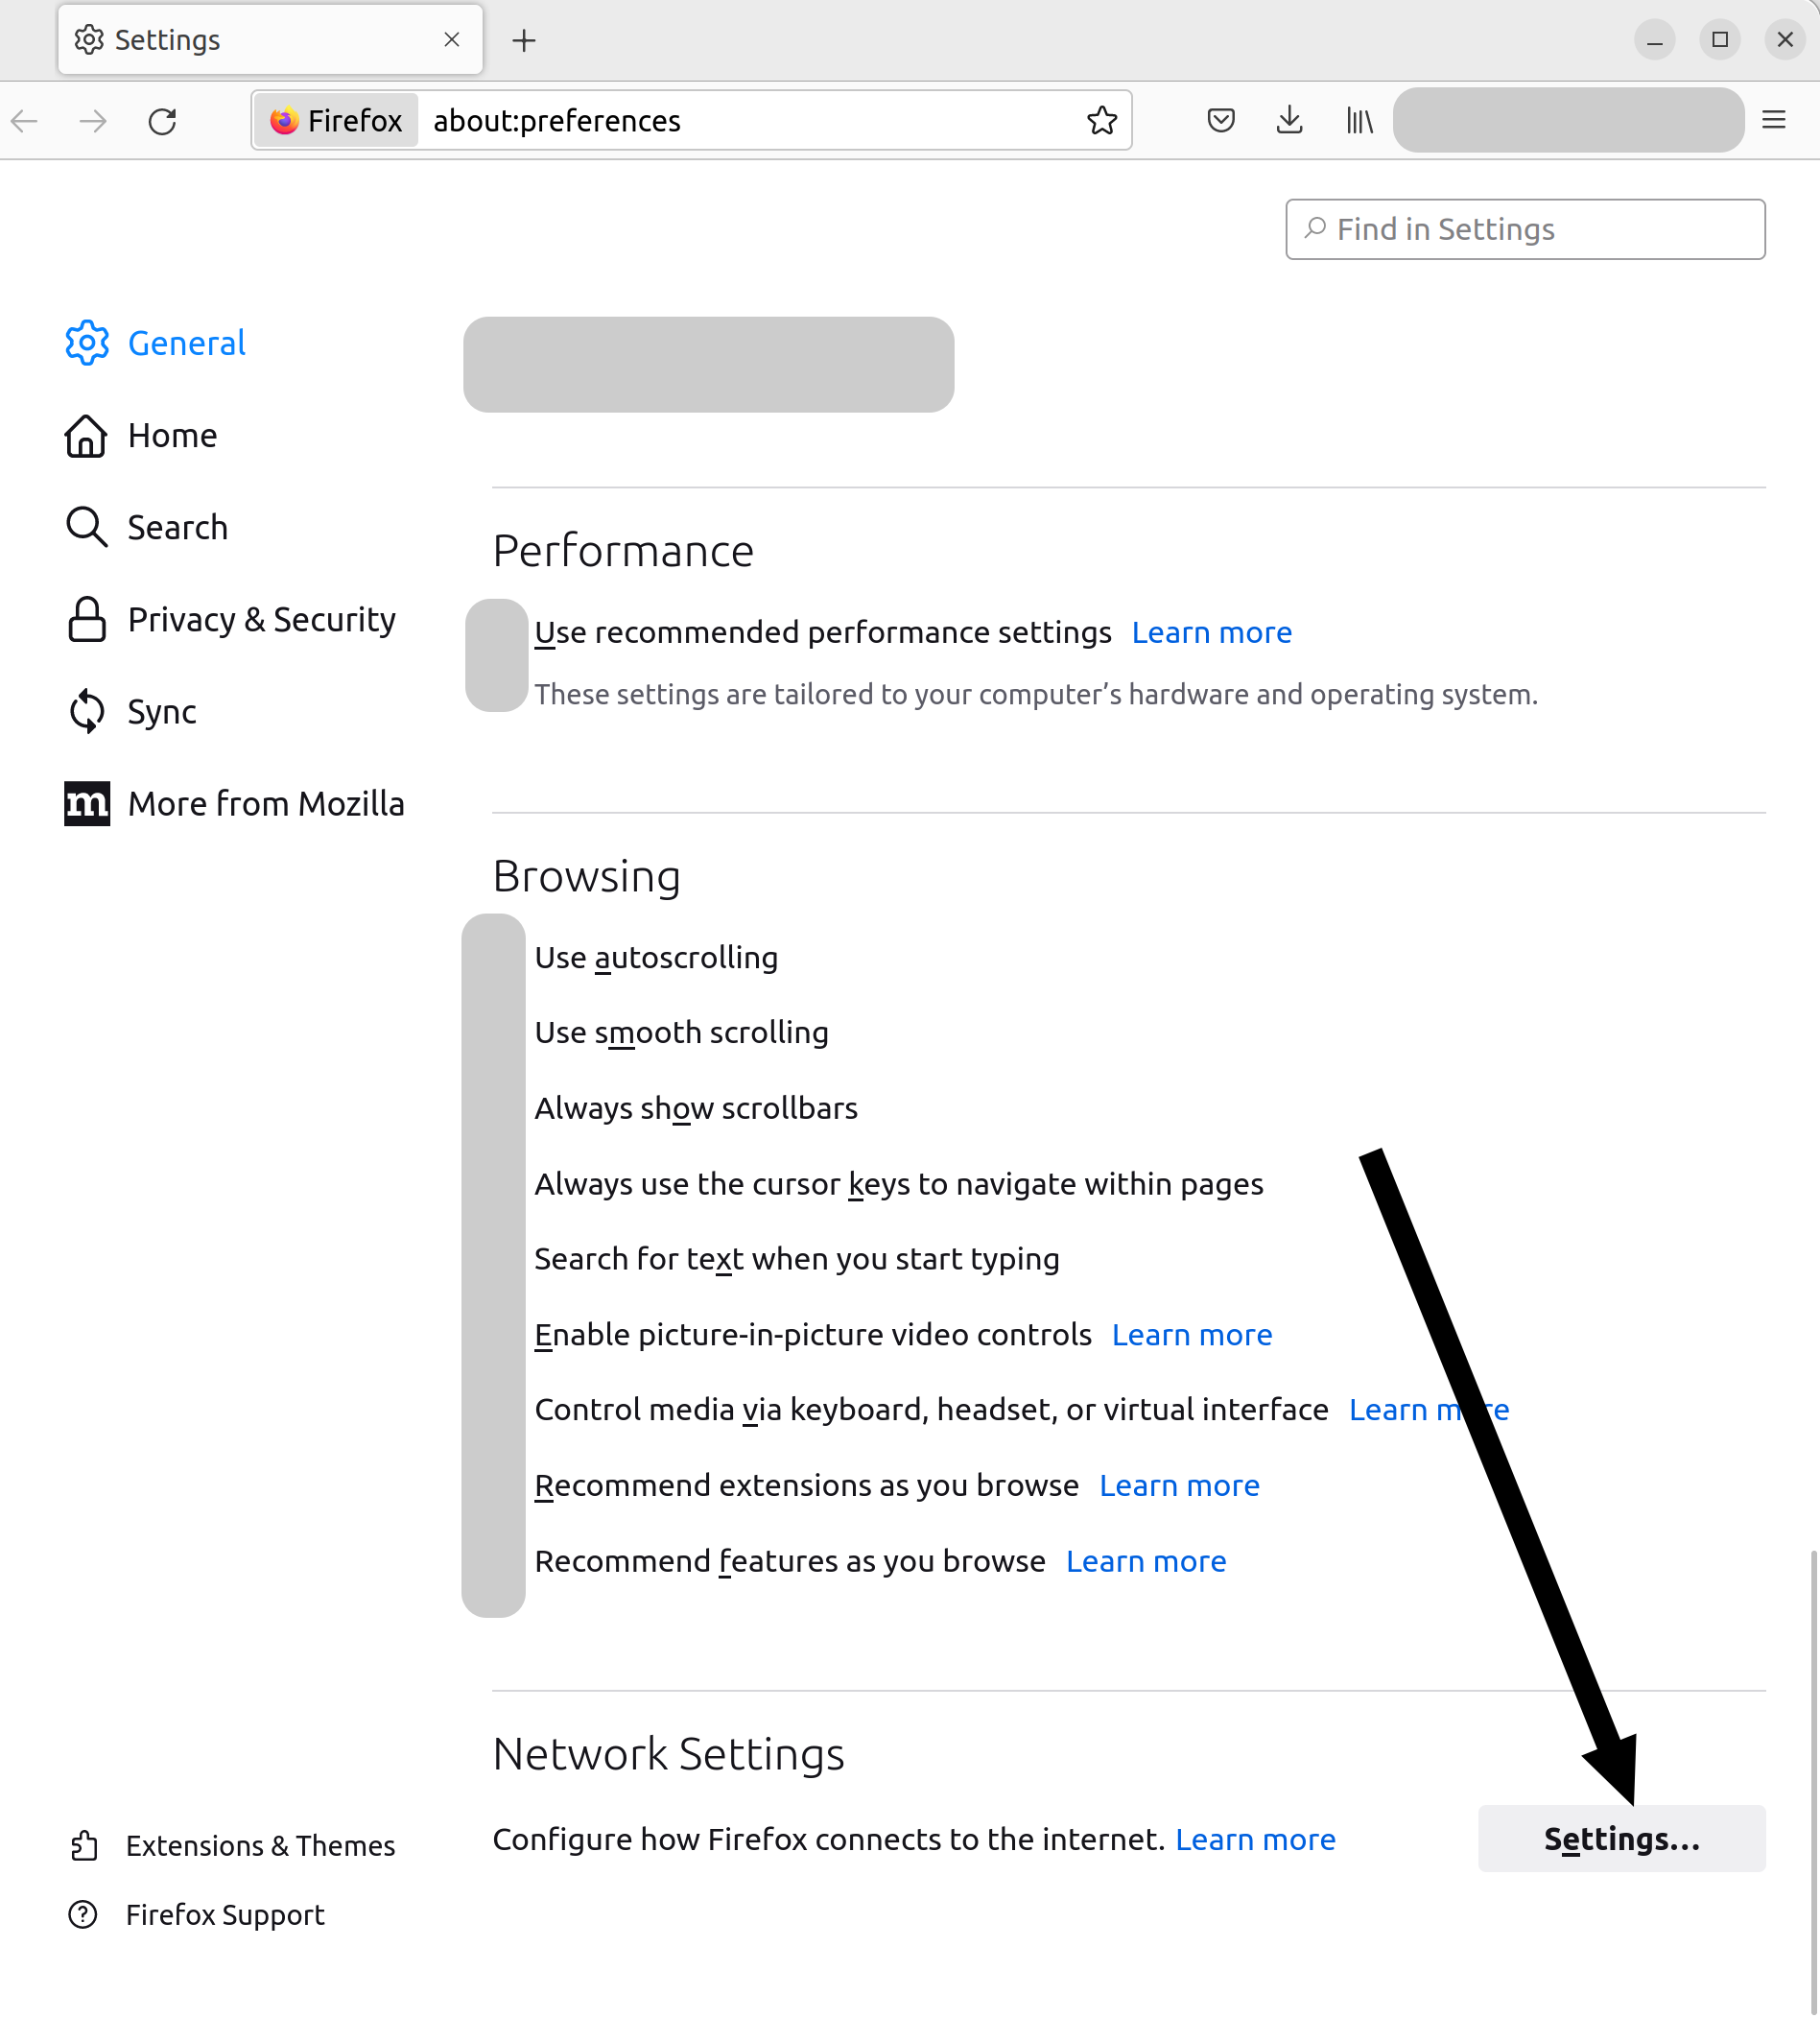 Settings
Firefox about:preferences
Find in Settings
General
Home
Search
Privacy & Security
Sync
m More from Mozilla
Performance
Use recommended performance settings Learn more
These settings are tailored to your computer’s hardware and operating system.
Browsing
Use autoscrolling
Use smooth scrolling
Always show scrollbars
Always use the cursor keys to navigate within pages
Search for text when you start typing
Enable picture-in-picture video controls Learn more
Control media via keyboard, headset, or virtual interface Learn more
Recommend extensions as you browse Learn more
Recommend features as you browse Learn more
Network Settings
Configure how Firefox connects to the internet. Learn more Settings…
Extensions & Themes
Firefox Support